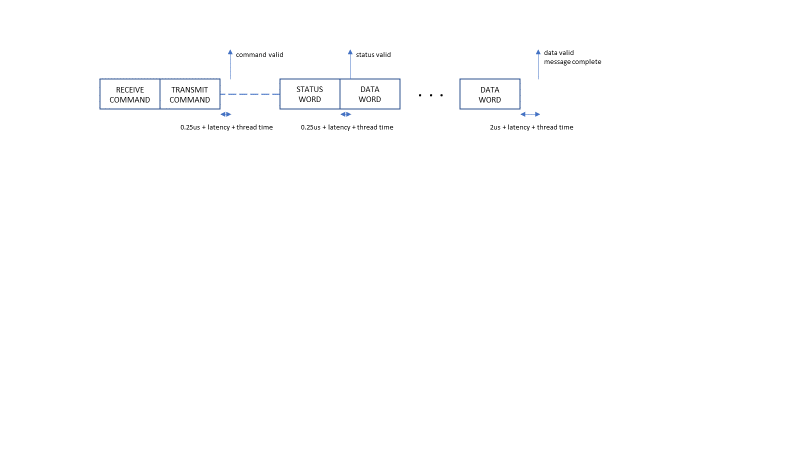 command valid
status valid
data valid
message complete
RECEIVE
COMMAND
TRANSMIT
COMMAND
STATUS
WORD
DATA
WORD
. . .
DATA
WORD
0.25us + latency + thread time
0.25us + latency + thread time
2us + latency + thread time